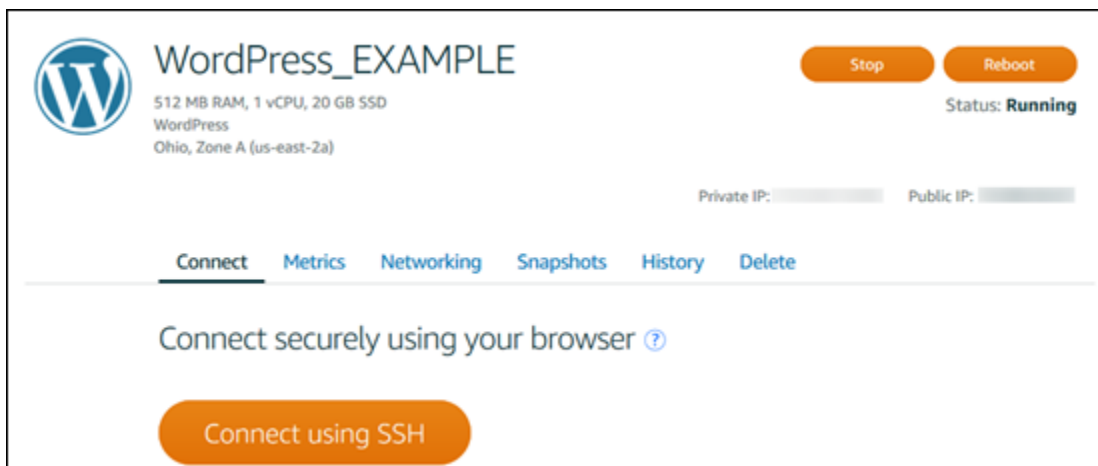 WordPress_EXAMPLE
Stop
Reboot
512 MB RAM, 1 vCPU, 20 GB SSD
Status: Running
WordPress
Ohio, Zone A (us-east-2a)
Private IP:
Public IP:
Connect
Metrics
Networking
Snapshots
History
Delete
Connect securely using your browser ?
Connect using SSH